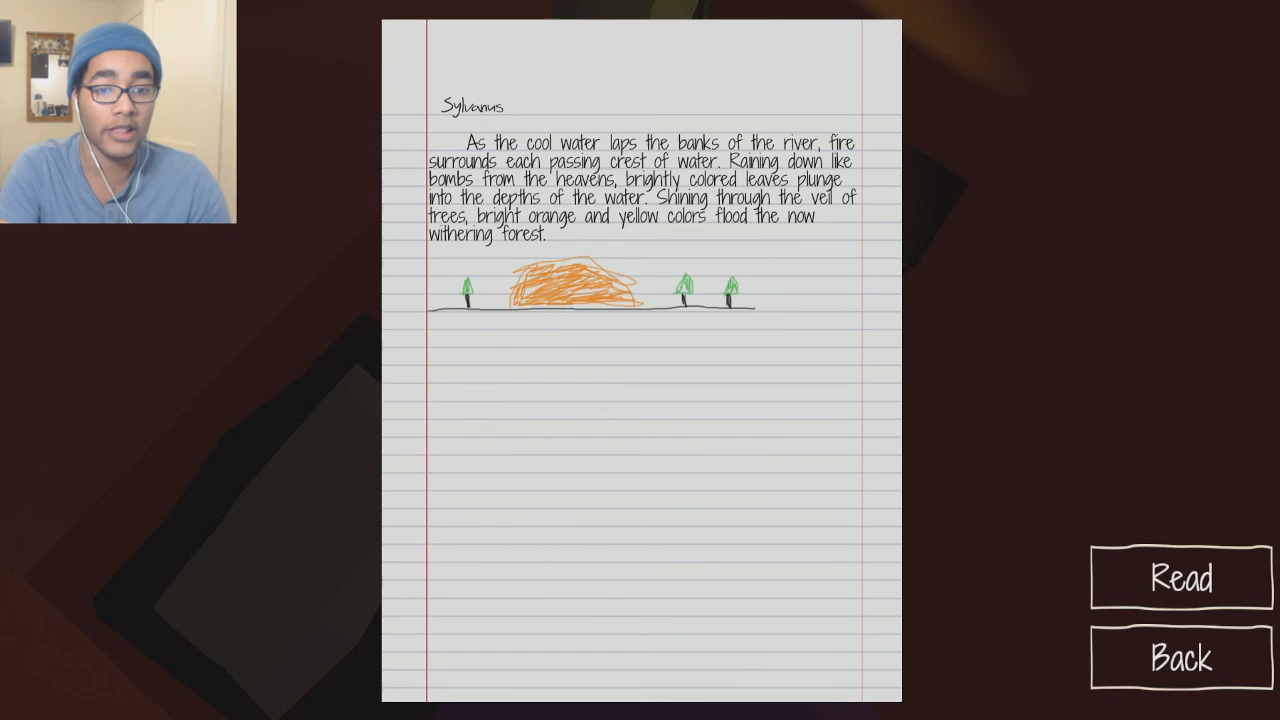 Sylvanus
As the cool water laps the banks of the river, fire
surrounds each passing crest of water. Raining down like
bombs from the heavens, brightly colored leaves plunge
into the depths of the water. Shining through the veil of
trees, bright orange and yellow colors flood the now
withering forest.
Read
Back